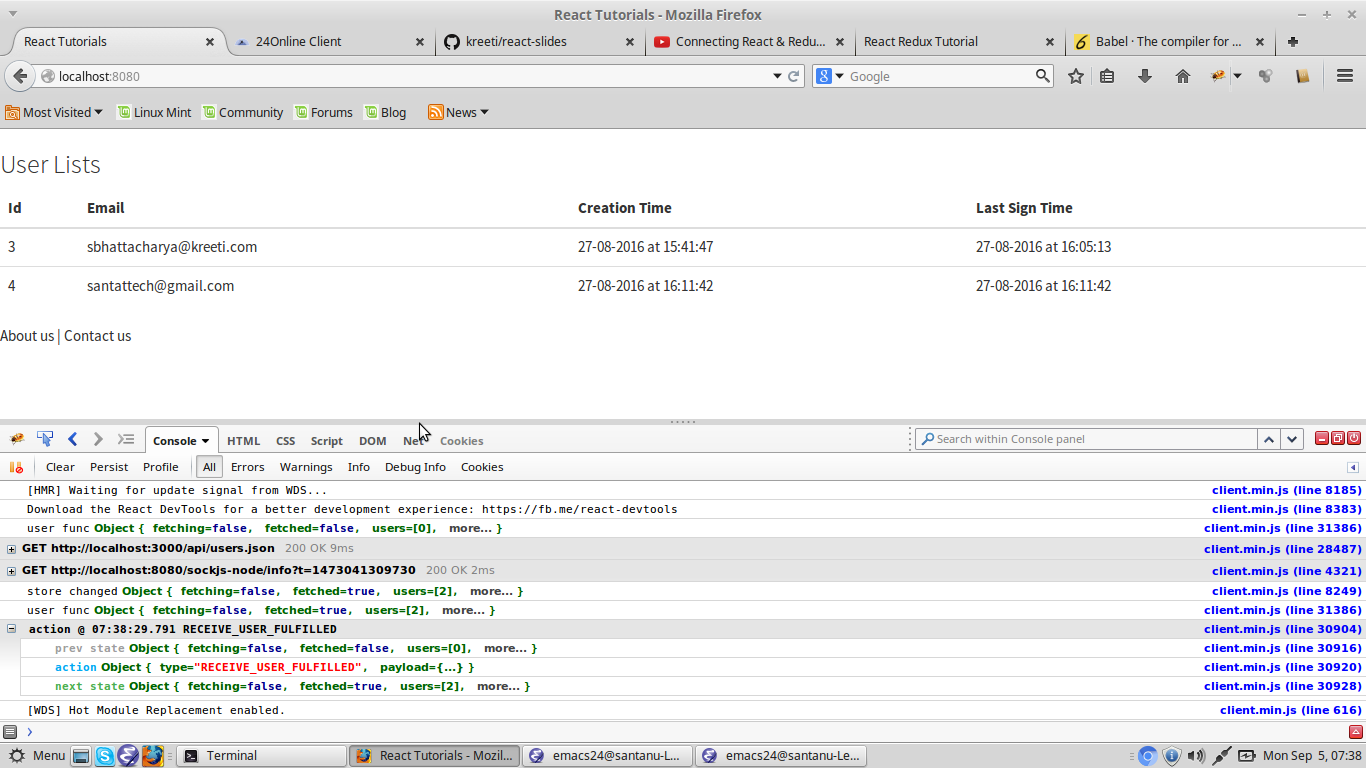 React Tutorials - Mozilla Firefox
React Tutorials 24Online Client kreeti/react-slides Connecting React & Redu... React Redux Tutorial Babel · The compiler for ...
localhost:8080 Google
Most Visited Linux Mint Community Forums Blog News
User Lists
Id Email Creation Time Last Sign Time
3 sbhattacharya@kreeti.com 27-08-2016 at 15:41:47 27-08-2016 at 16:05:13
4 santattech@gmail.com 27-08-2016 at 16:11:42 27-08-2016 at 16:11:42
About us | Contact us
Console HTML CSS Script DOM Net Cookies Search within Console panel
Clear Persist Profile All Errors Warnings Info Debug Info Cookies
[HMR] Waiting for update signal from WDS... client.min.js (line 8185)
Download the React DevTools for a better development experience: https://fb.me/react-devtools client.min.js (line 8383)
user func Object { fetching=false, fetched=false, users=[0], more... } client.min.js (line 31386)
GET http://localhost:3000/api/users.json 200 OK 9ms client.min.js (line 28487)
GET http://localhost:8080/sockjs-node/info?t=1473041309730 200 OK 2ms client.min.js (line 4321)
store changed Object { fetching=false, fetched=true, users=[2], more... } client.min.js (line 8249)
user func Object { fetching=false, fetched=true, users=[2], more... } client.min.js (line 31386)
action @ 07:38:29.791 RECEIVE_USER_FULFILLED client.min.js (line 30904)
prev state Object { fetching=false, fetched=false, users=[0], more... } client.min.js (line 30916)
action Object { type="RECEIVE_USER_FULFILLED", payload={...} } client.min.js (line 30920)
next state Object { fetching=false, fetched=true, users=[2], more... } client.min.js (line 30928)
[WDS] Hot Module Replacement enabled. client.min.js (line 616)
Menu Terminal React Tutorials - Mozil... emacs24@santanu-L... emacs24@santanu-Le... Mon Sep 5, 07:38